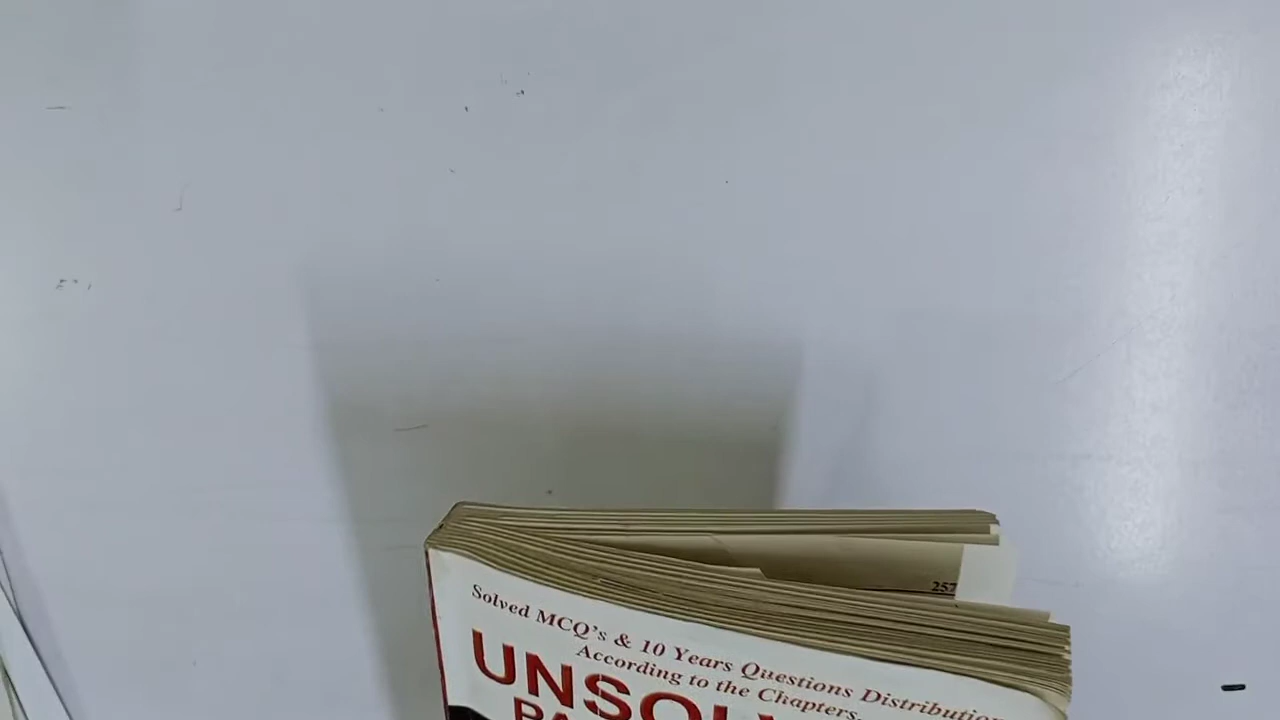 257
Solved MCQ's & 10 Years Questions Distribution
According to the Chapters.